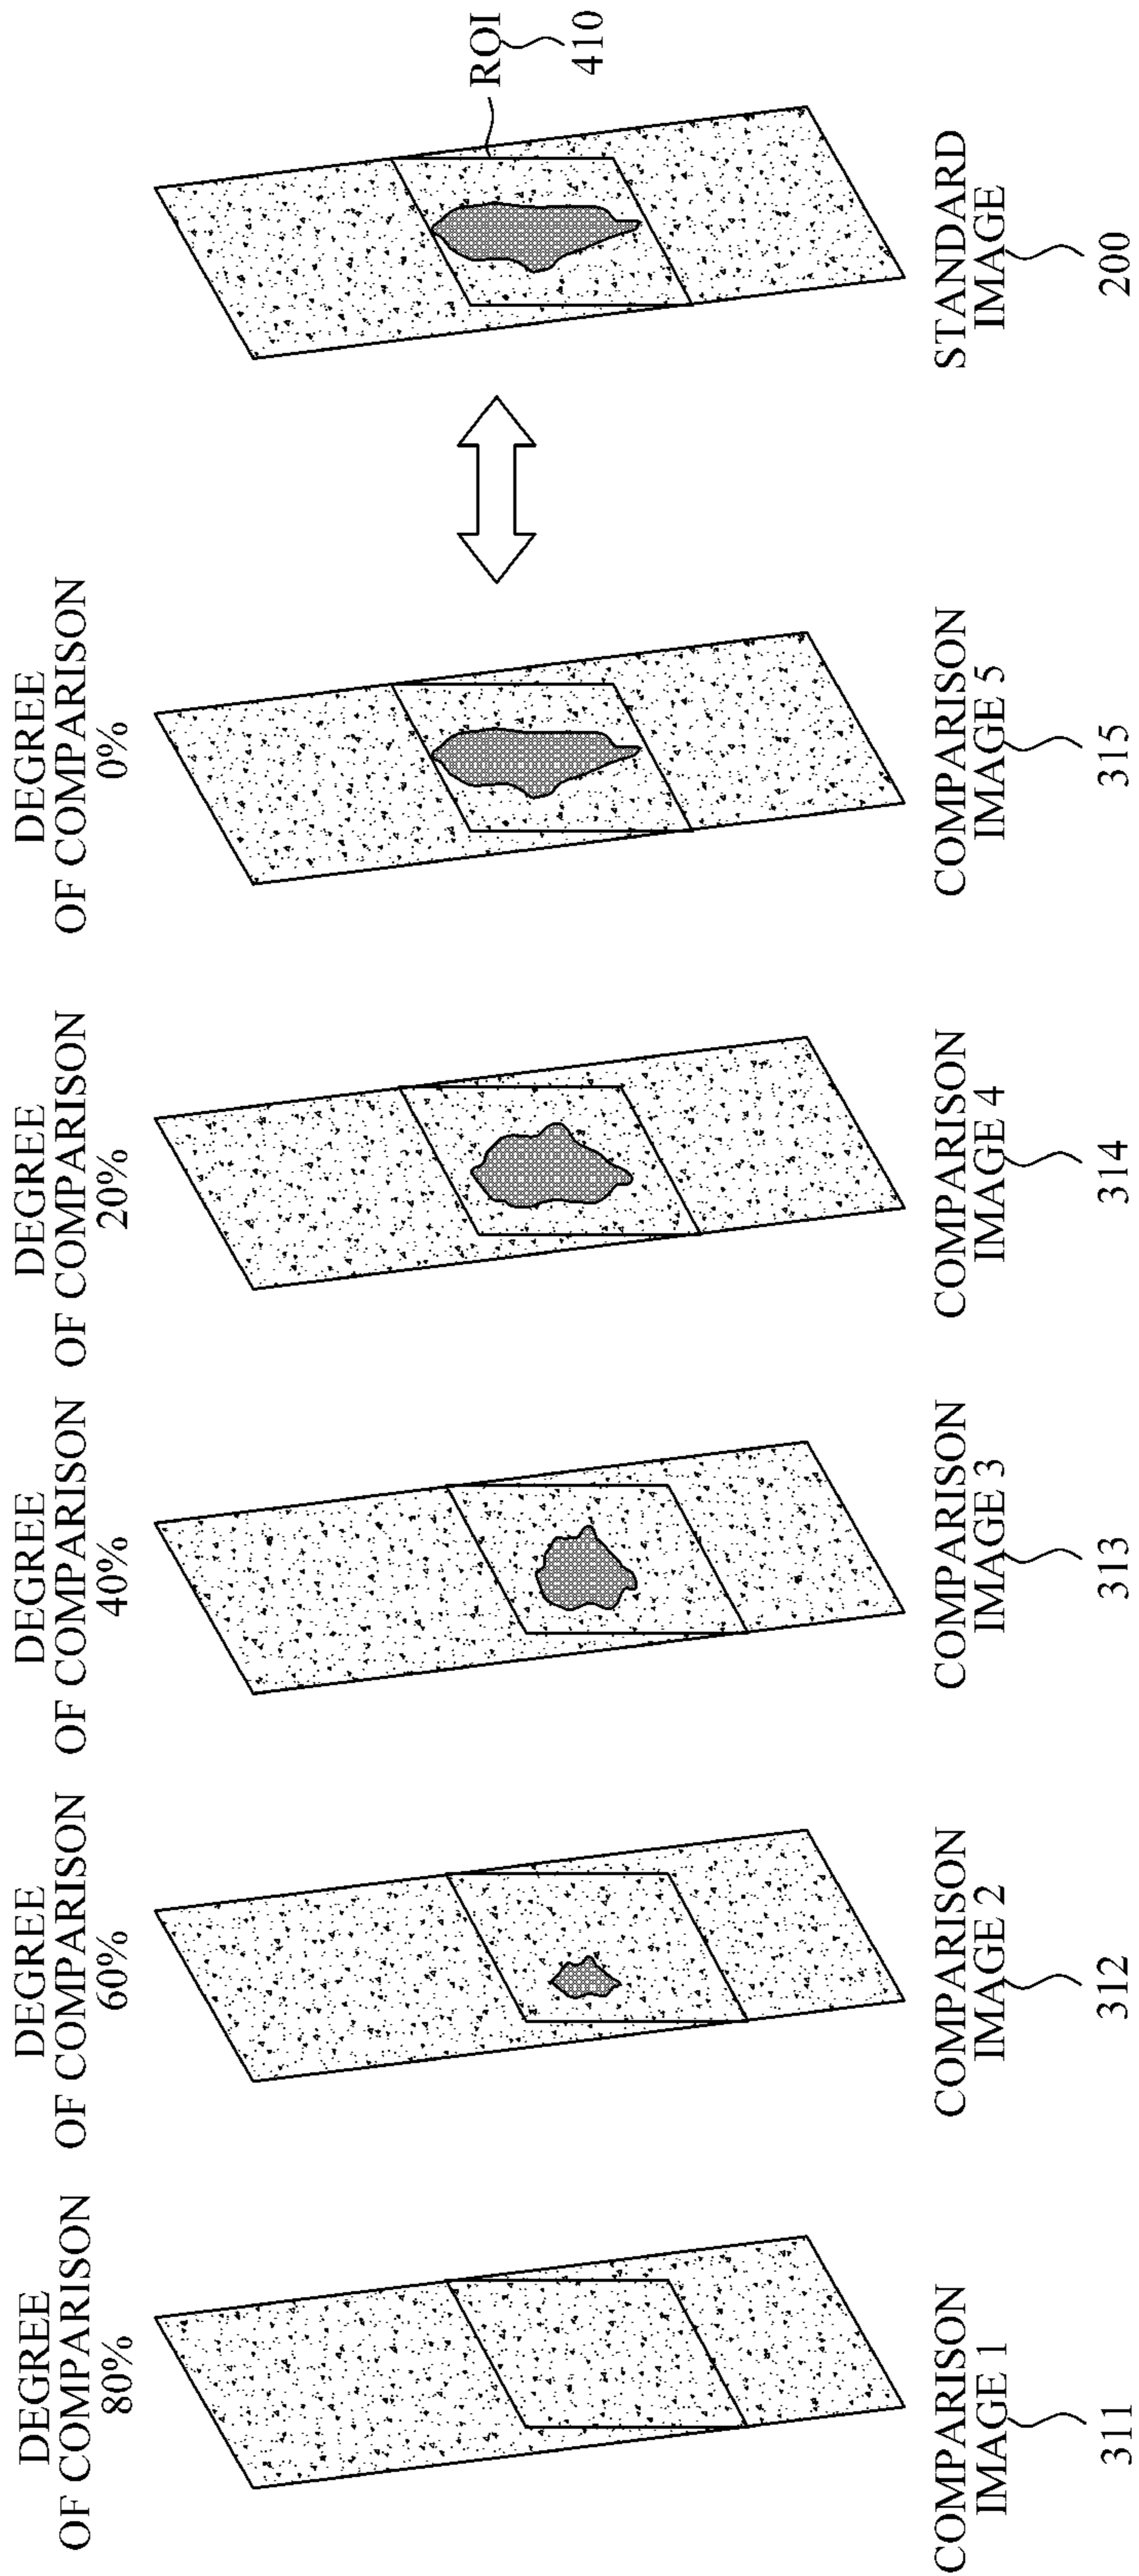 DEGREE
OF COMPARISON
80%
DEGREE
OF COMPARISON
60%
DEGREE
OF COMPARISON
40%
DEGREE
OF COMPARISON
20%
DEGREE
OF COMPARISON
0%
ROI
410
COMPARISON
IMAGE 1
311
COMPARISON
IMAGE 2
312
COMPARISON
IMAGE 3
313
COMPARISON
IMAGE 4
314
COMPARISON
IMAGE 5
315
STANDARD
IMAGE
200